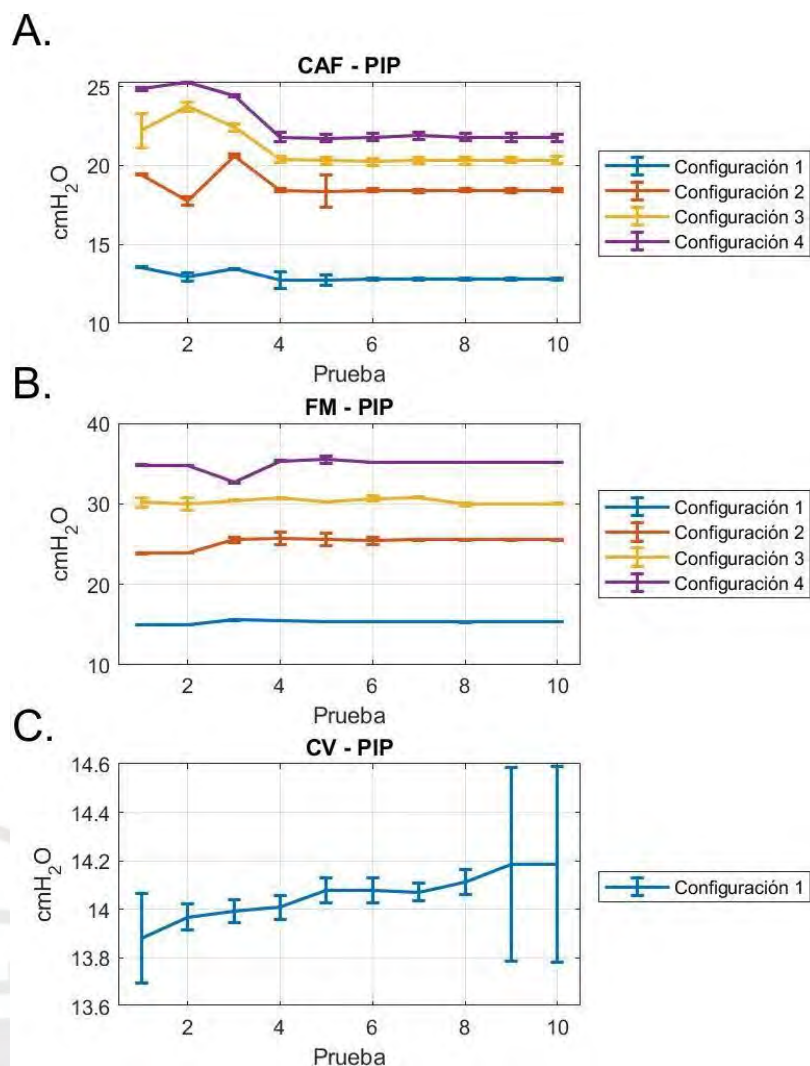 A.
CAF - PIP
25
20
15
10
cmH₂O
2 4 6 8 10
Prueba
Configuración 1
Configuración 2
Configuración 3
Configuración 4
B.
FM - PIP
40
30
20
10
cmH₂O
2 4 6 8 10
Prueba
Configuración 1
Configuración 2
Configuración 3
Configuración 4
C.
CV - PIP
14.6
14.4
14.2
14
13.8
13.6
cmH₂O
2 4 6 8 10
Prueba
Configuración 1